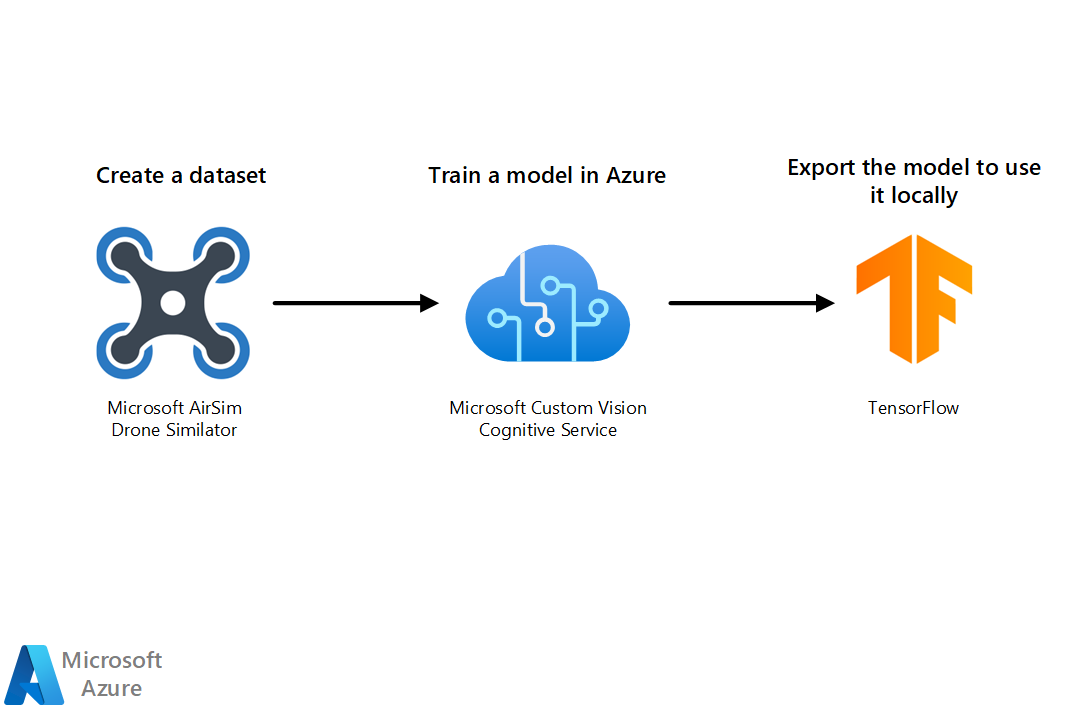 Create a dataset
Train a model in Azure
Export the model to use
it locally
Microsoft AirSim
Drone Similator
Microsoft Custom Vision
Cognitive Service
TensorFlow
Microsoft
Azure